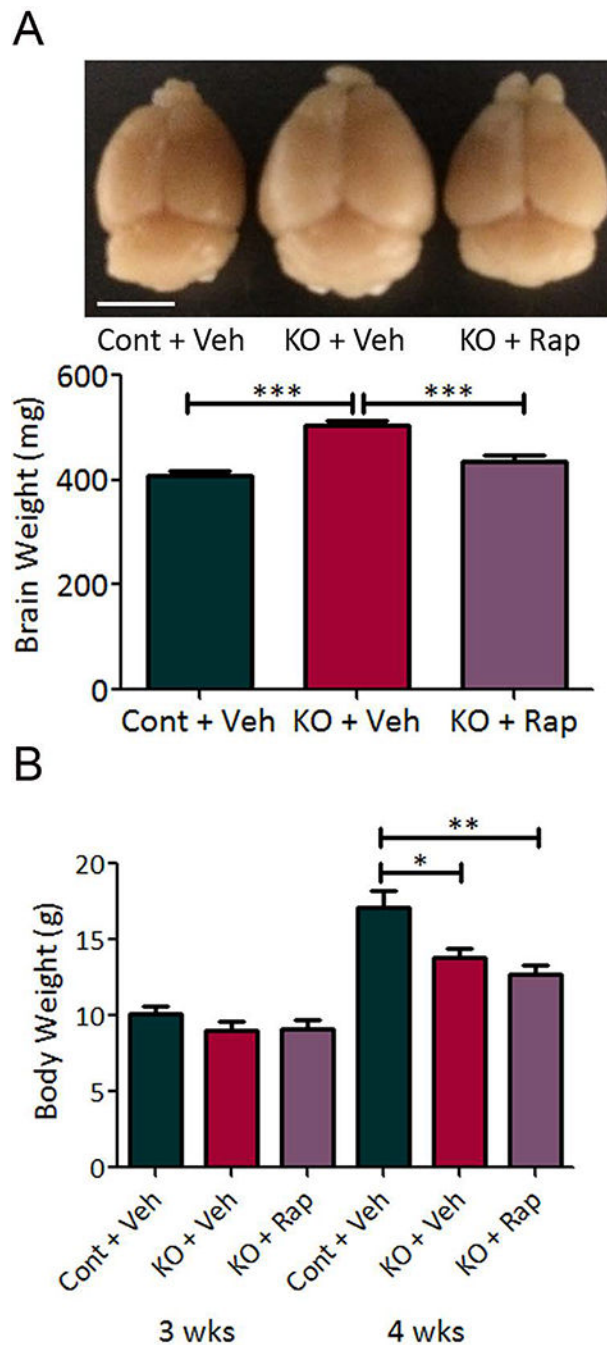 A
Cont + Veh KO + Veh KO + Rap
Brain Weight (mg)
600
400
200
0
*** ***
Cont + Veh KO + Veh KO + Rap
B
Body Weight (g)
20
15
10
5
0
**
*
Cont + Veh
KO + Veh
KO + Rap
Cont + Veh
KO + Veh
KO + Rap
3 wks 4 wks